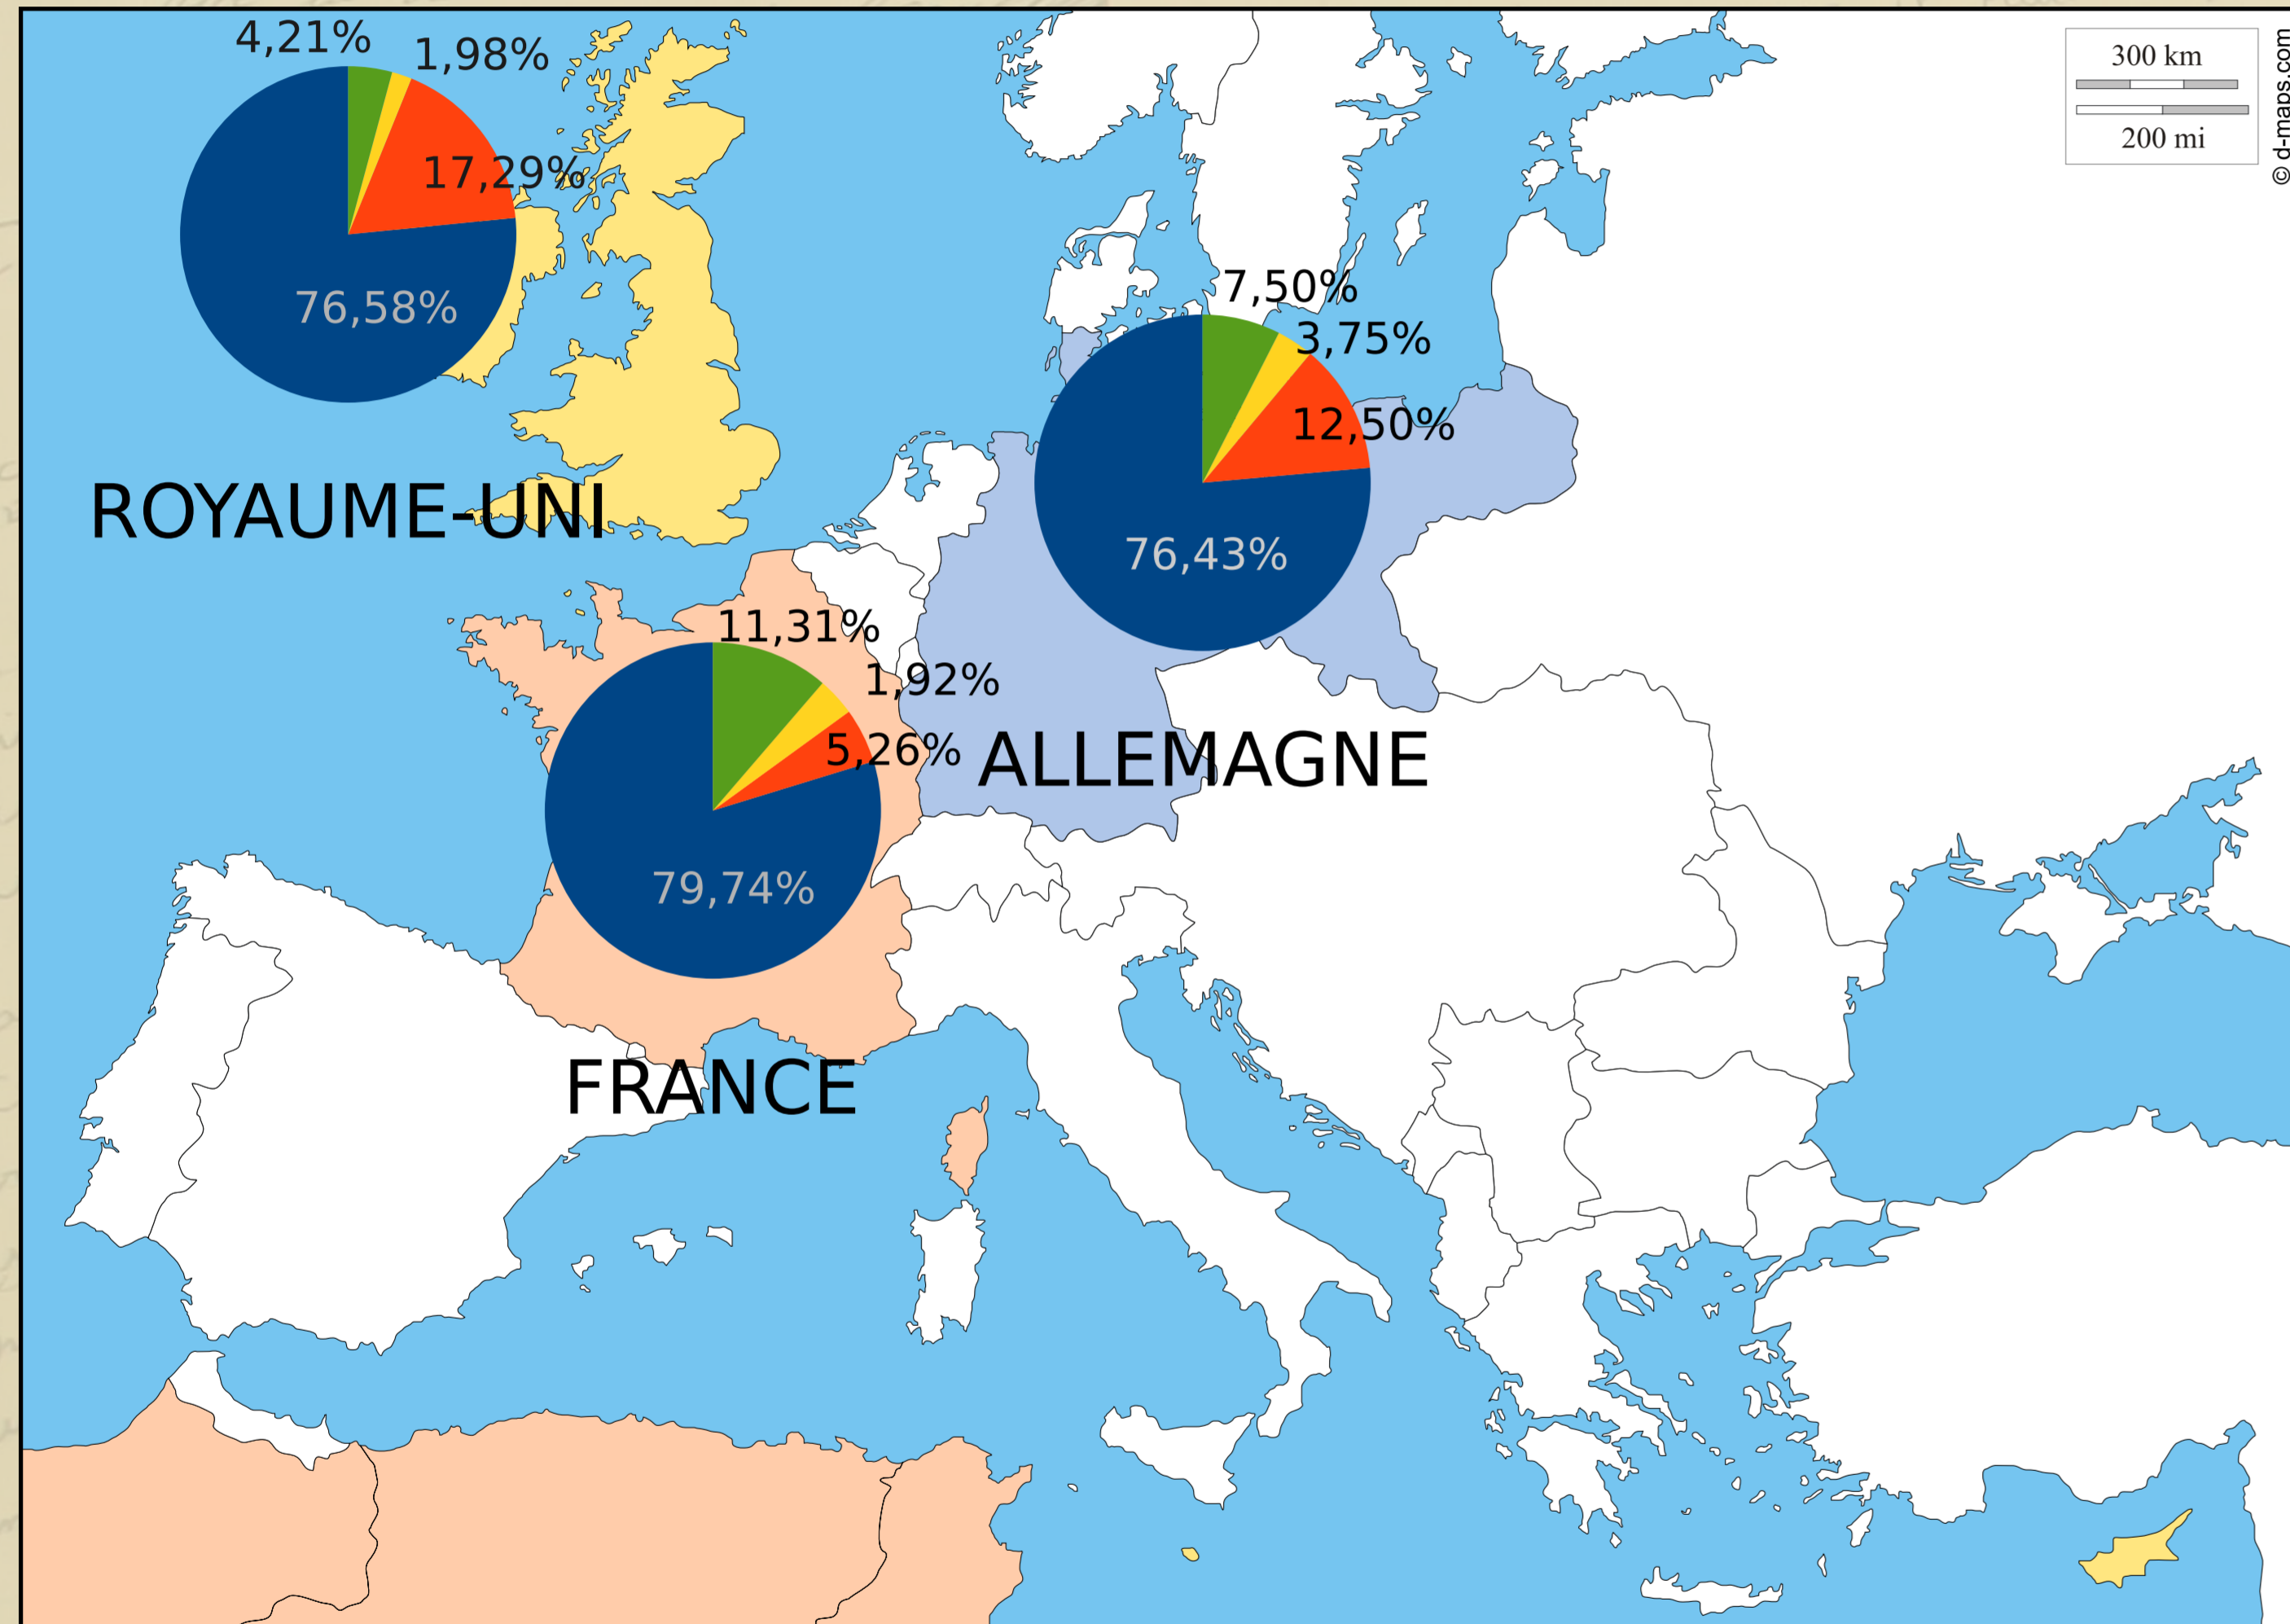 4,21%
1,98%
17,29%
76,58%
ROYAUME-UNI
300 km
200 mi
© d-maps.com
7,50%
3,75%
12,50%
76,43%
ALLEMAGNE
11,31%
1,92%
5,26%
79,74%
FRANCE